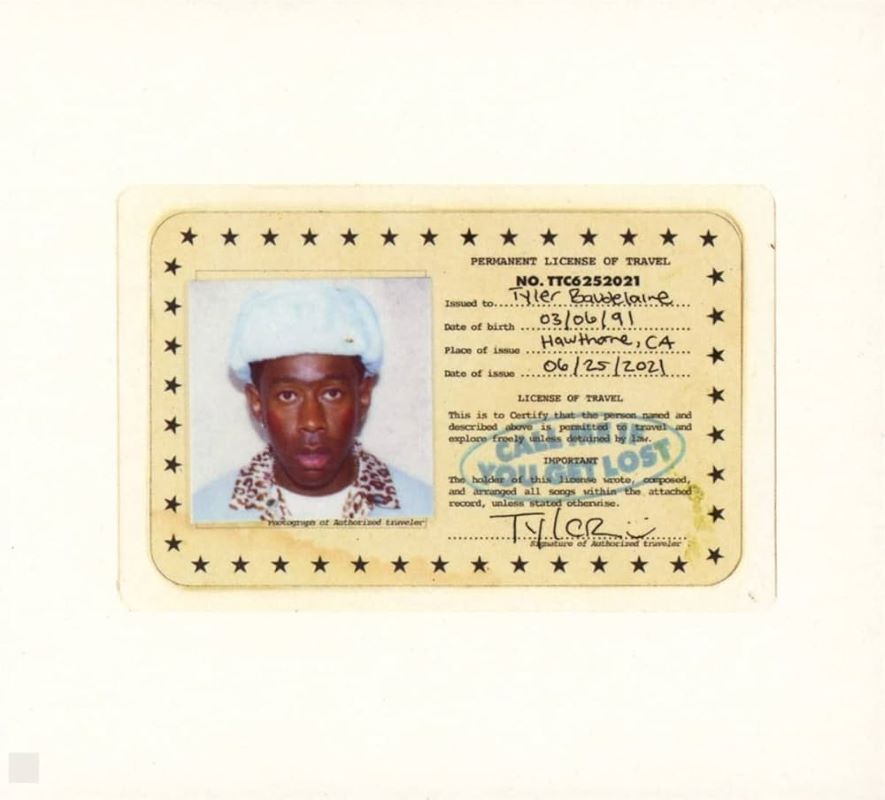 PERMANENT LICENSE OF TRAVEL
NO. TTC6252021
Issued to Tyler Baudelaire
Date of birth 03/06/91
Place of issue Hawthorne, CA
Date of issue 06/25/2021
LICENSE OF TRAVEL
This is to Certify that the person named and
described above is permitted to travel and
explore freely unless detained by law.
CALL ME IF
YOU GET LOST
IMPORTANT
The holder of this license wrote, composed,
and arranged all songs within the attached
record, unless stated otherwise.
TylER
Signature of Authorized traveler
Photograph of Authorized traveler